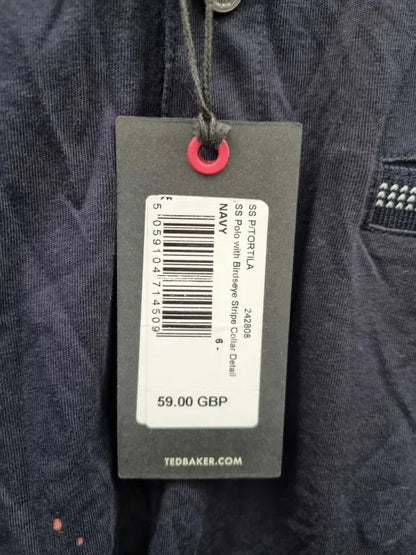 SS P/TORTILA 242808
SS Polo with Birdseye Stripe Collar Detail
NAVY
6 -
5 059104 714509
59.00 GBP
TEDBAKER.COM